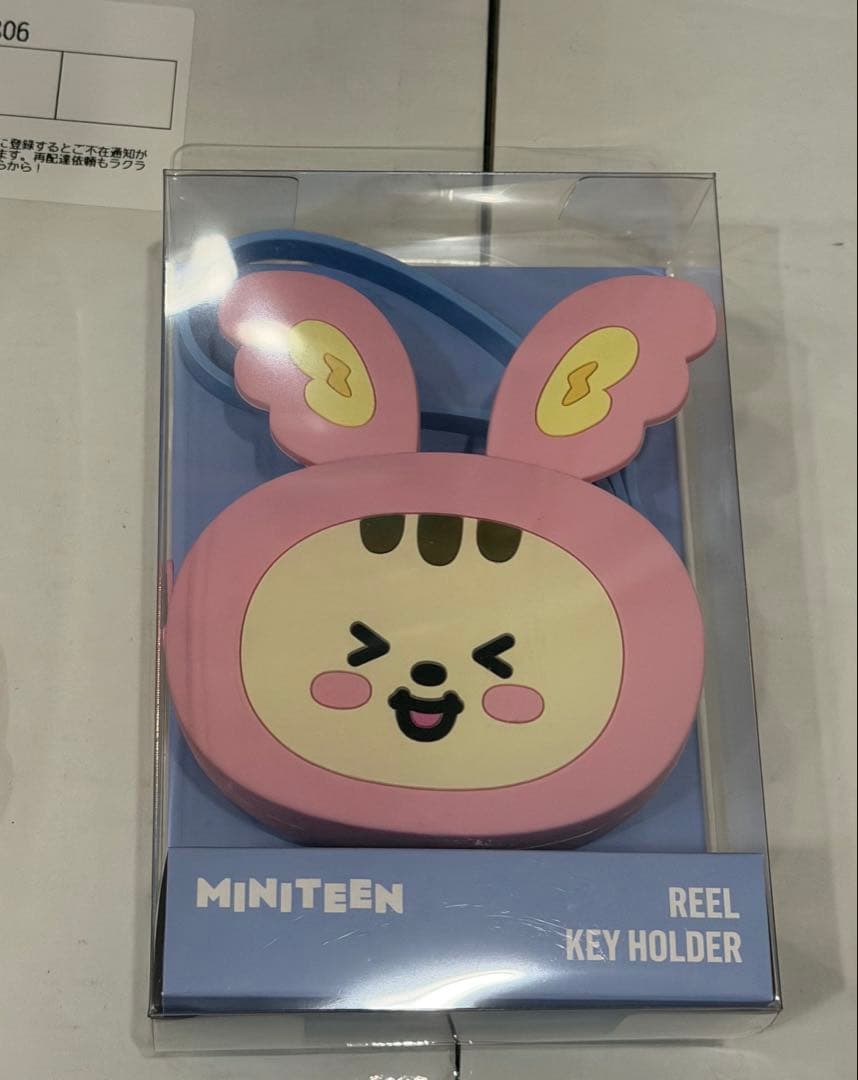 306
に登録するとご不在通知が
ます。再配達依頼もラクラ
らから！
MINITEEN
REEL
KEY HOLDER